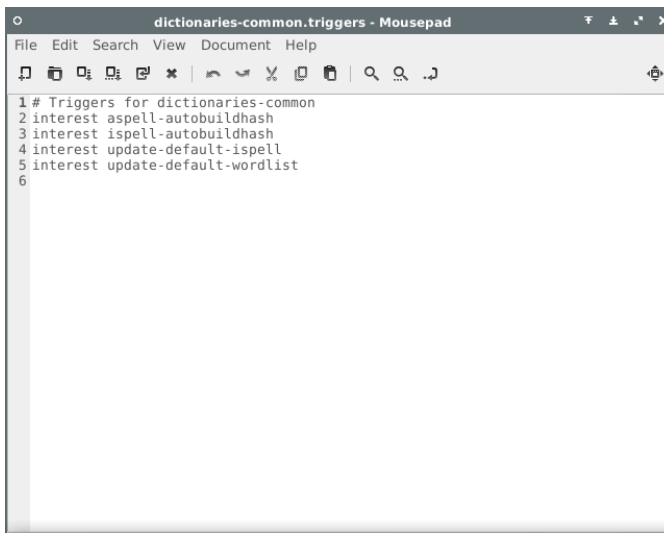 dictionaries-common.triggers - Mousepad
File Edit Search View Document Help
1 # Triggers for dictionaries-common
2 interest aspell-autobuildhash
3 interest ispell-autobuildhash
4 interest update-default-ispell
5 interest update-default-wordlist
6